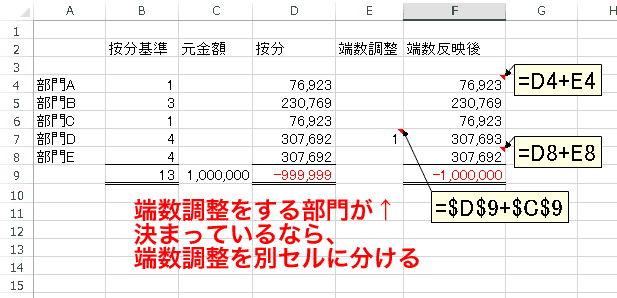 A B C D E F G H
1
2 按分基準 元金額 按分 端数調整 端数反映後
3
4 部門A 1 76,923 76,923 =D4+E4
5 部門B 3 230,769 230,769
6 部門C 1 76,923 76,923
7 部門D 4 307,692 1 307,693
8 部門E 4 307,692 307,692 =D8+E8
9 13 1,000,000 -999,999 -1,000,000
10 =$D$9+$C$9
11 端数調整をする部門が↑
12 決まっているなら、
13 端数調整を別セルに分ける
14
15